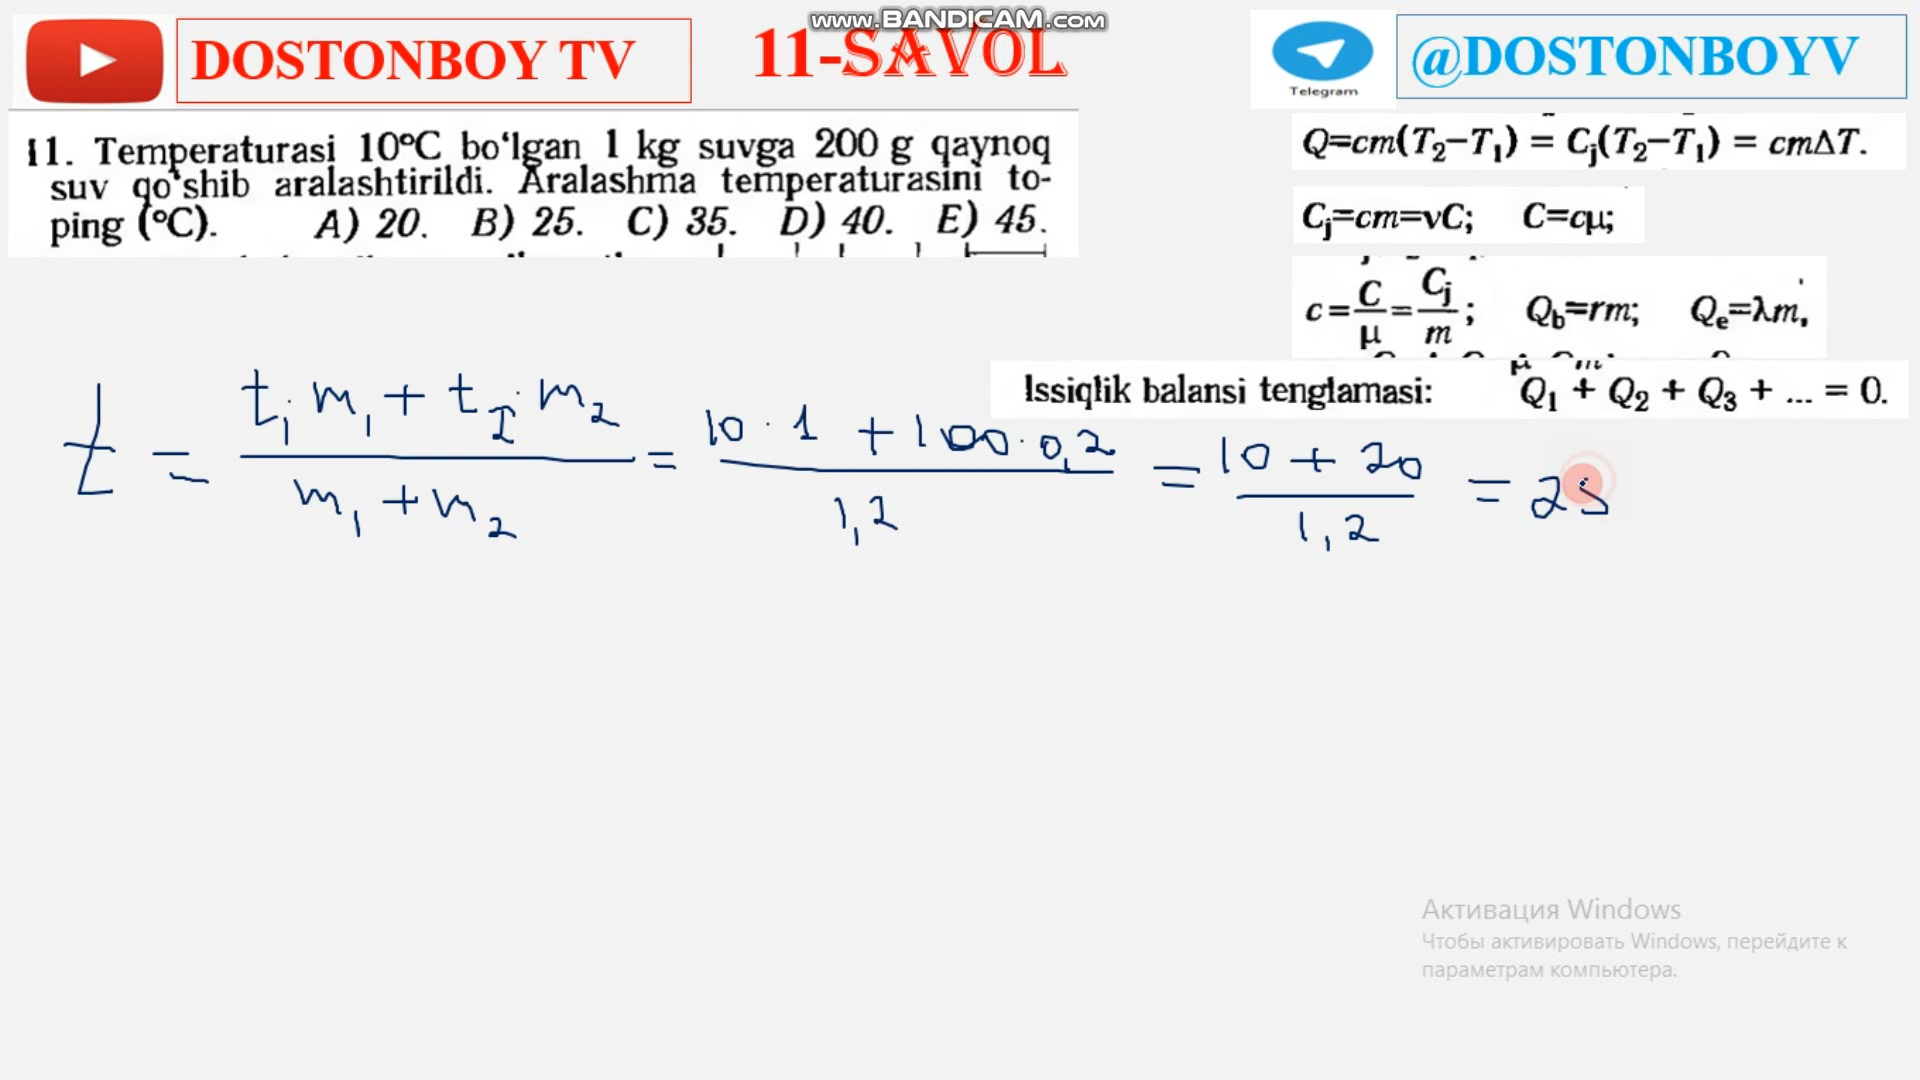 www.BANDICAM.com
DOSTONBOY TV
11-SAVOL
Telegram
@DOSTONBOYV
11. Temperaturasi 10°C bo‘lgan 1 kg suvga 200 g qaynoq
suv qo‘shib aralashtirildi. Aralashma temperaturasini to-
ping (°C). A) 20. B) 25. C) 35. D) 40. E) 45.
Q=cm(T₂−T₁) = Cⱼ(T₂−T₁) = cmΔT.
Cⱼ=cm=νC; C=cμ;
c = C/μ = Cⱼ/m; Q_b=rm; Q_e=λm,
Issiqlik balansi tenglamasi: Q₁ + Q₂ + Q₃ + ... = 0.
t = (t₁m₁ + t₂·m₂)/(m₁ + m₂) = (10·1 + 100·0,2)/1,2 = (10 + 20)/1,2 = 25
Активация Windows
Чтобы активировать Windows, перейдите к
параметрам компьютера.